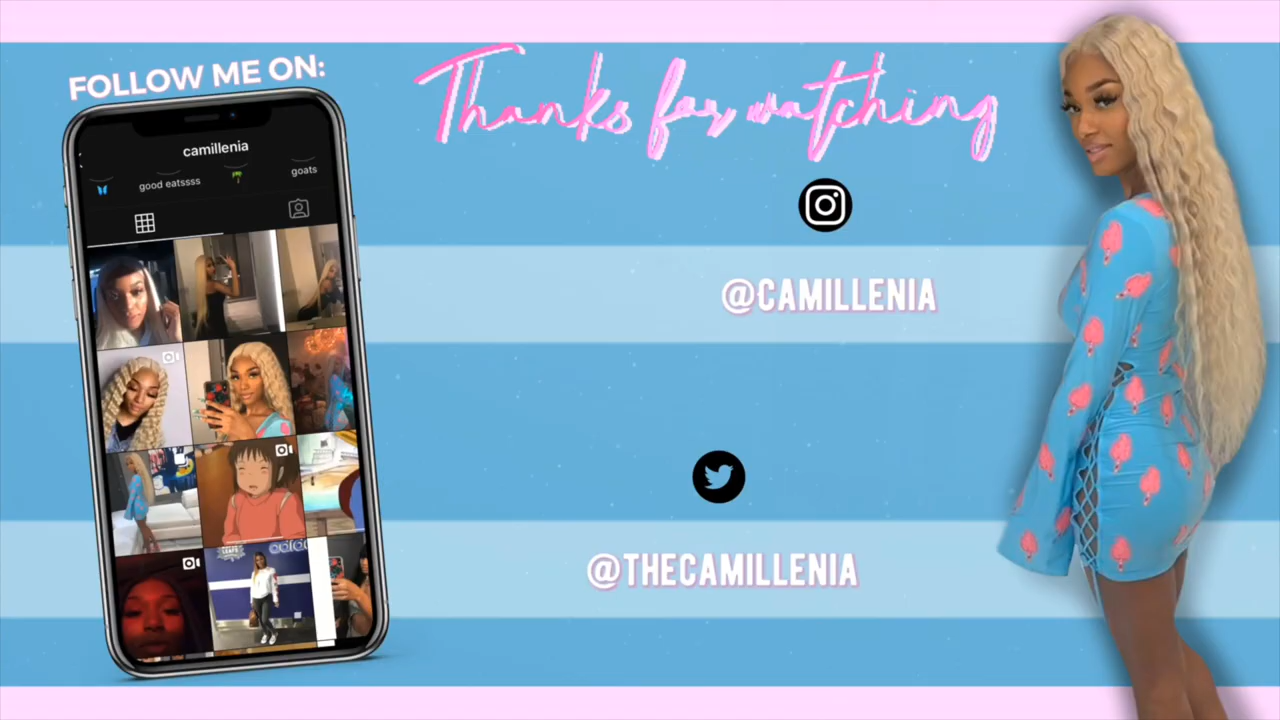 FOLLOW ME ON:
Thanks for watching
camillenia
good eatssss
goats
@CAMILLENIA
@THECAMILLENIA